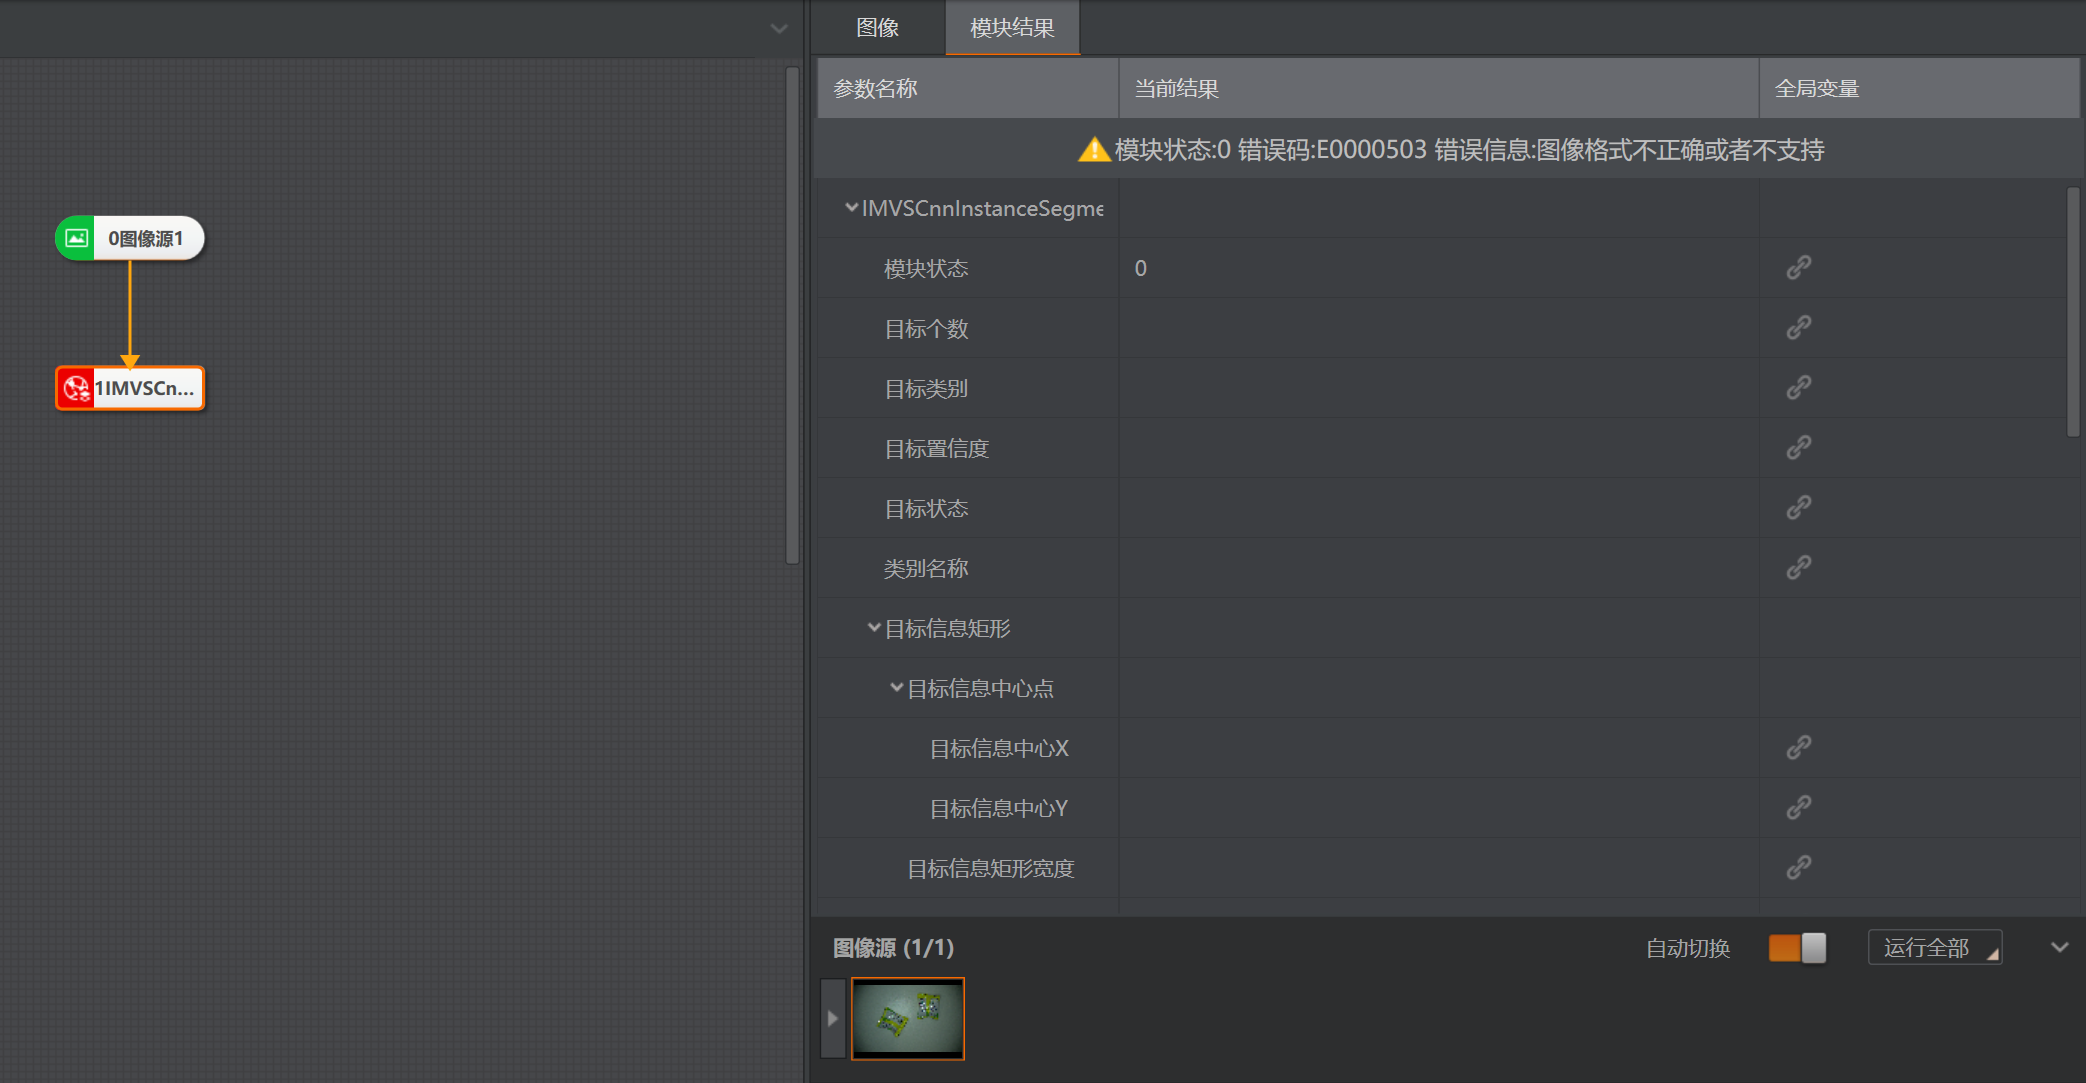 图像
模块结果
参数名称
当前结果
全局变量
模块状态:0 错误码:E0000503 错误信息:图像格式不正确或者不支持
0图像源1
1IMVSCn...
IMVSCnnInstanceSegme
模块状态
0
目标个数
目标类别
目标置信度
目标状态
类别名称
目标信息矩形
目标信息中心点
目标信息中心X
目标信息中心Y
目标信息矩形宽度
图像源 (1/1)
自动切换
运行全部